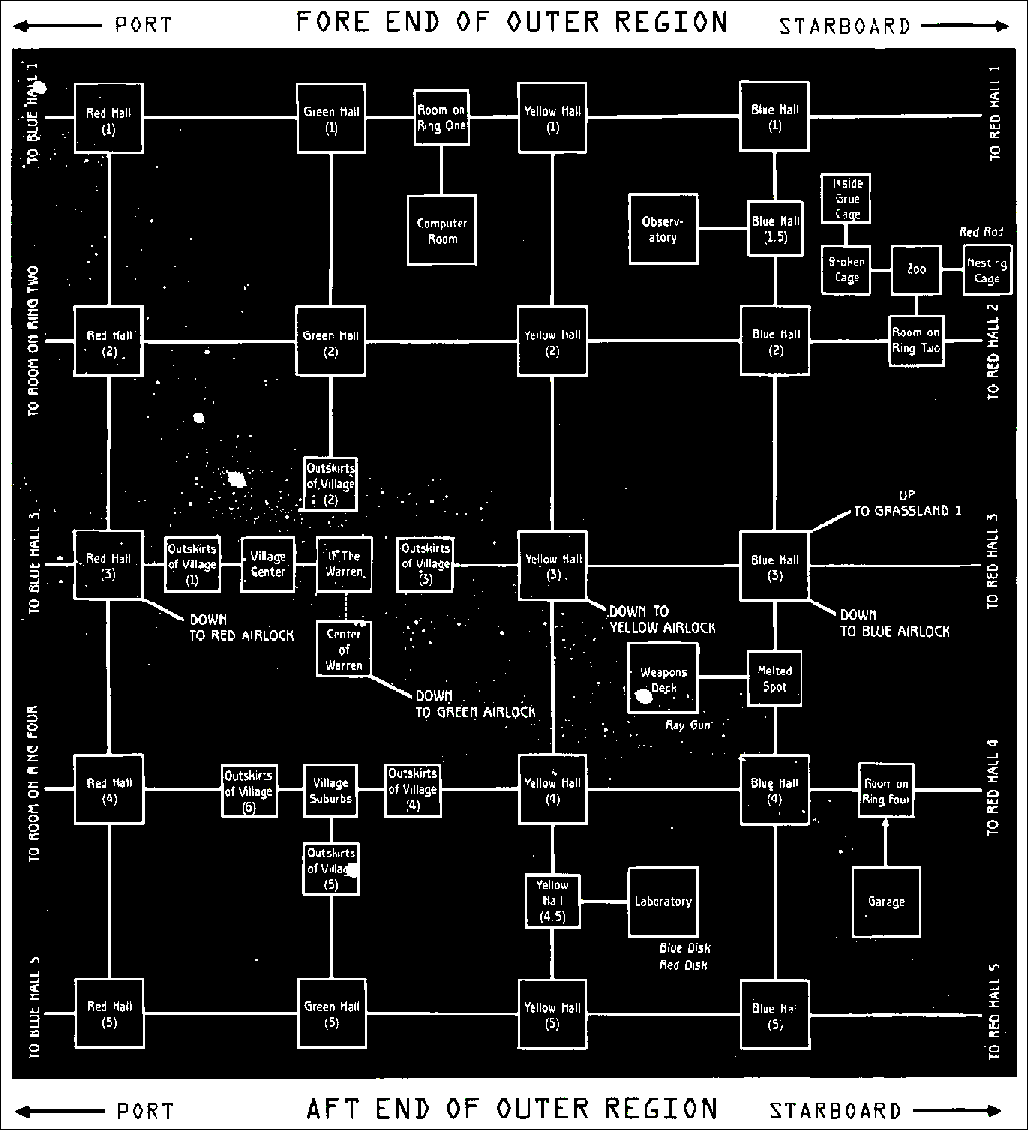 PORT
FORE END OF OUTER REGION
STARBOARD
TO BLUE HALL 1
Red Hall
(1)
Green Hall
(1)
Room on
Ring One
Yellow Hall
(1)
Blue Hall
(1)
TO RED HALL 1
Computer
Room
Observ-
atory
Blue Hall
(1.5)
Inside
Grue
Cage
Broken
Cage
Zoo
Red Rod
Nesting
Cage
TO ROOM ON RING TWO
Red Hall
(2)
Green Hall
(2)
Yellow Hall
(2)
Blue Hall
(2)
Room on
Ring Two
TO RED HALL 2
Outskirts
of Village
(2)
UP
TO GRASSLAND 1
TO BLUE HALL 3
Red Hall
(3)
Outskirts
of Village
(1)
Village
Center
In The
Warren
Outskirts
of Village
(3)
Yellow Hall
(3)
Blue Hall
(3)
TO RED HALL 3
DOWN
TO RED AIRLOCK
Center
of
Warren
DOWN TO
YELLOW AIRLOCK
DOWN
TO BLUE AIRLOCK
DOWN
TO GREEN AIRLOCK
Weapons
Deck
Ray Gun
Melted
Spot
TO ROOM ON RING FOUR
Red Hall
(4)
Outskirts
of Village
(6)
Village
Suburbs
Outskirts
of Village
(4)
Yellow Hall
(4)
Blue Hall
(4)
Room on
Ring Four
TO RED HALL 4
Outskirts
of Village
(5)
Yellow
Hall
(4.5)
Laboratory
Blue Disk
Red Disk
Garage
TO BLUE HALL 5
Red Hall
(5)
Green Hall
(5)
Yellow Hall
(5)
Blue Hal
(5)
TO RED HALL 5
PORT
AFT END OF OUTER REGION
STARBOARD